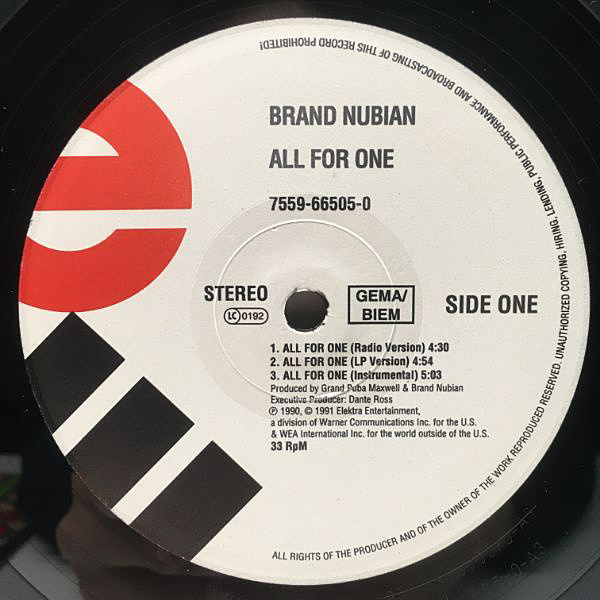 BRAND NUBIAN
ALL FOR ONE
7559-66505-0
STEREO
LC 0192
GEMA/
BIEM
SIDE ONE
1. ALL FOR ONE (Radio Version) 4:30
2. ALL FOR ONE (LP Version) 4:54
3. ALL FOR ONE (Instrumental) 5:03
Produced by Grand Puba Maxwell & Brand Nubian
Executive Producer: Dante Ross
℗ 1990, © 1991 Elektra Entertainment,
a division of Warner Communications Inc. for the U.S.
& WEA International Inc. for the world outside of the U.S.
33 RpM
ALL RIGHTS OF THE PRODUCER AND OF THE OWNER OF THE WORK REPRODUCED RESERVED. UNAUTHORIZED COPYING, HIRING, LENDING, PUBLIC PERFORMANCE AND BROADCASTING OF THIS RECORD PROHIBITED!